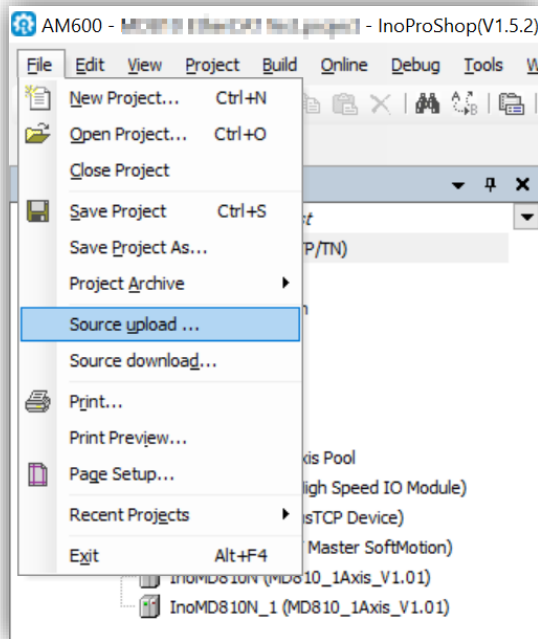 AM600 - - InoProShop(V1.5.2)
File Edit View Project Build Online Debug Tools
New Project... Ctrl+N
Open Project... Ctrl+O
Close Project
Save Project Ctrl+S
Save Project As...
P/TN)
Project Archive
Source upload ...
Source download...
Print...
Print Preview...
xis Pool
Page Setup...
igh Speed IO Module)
Recent Projects
sTCP Device)
Master SoftMotion)
Exit Alt+F4
InoMD810N (MD810_1Axis_V1.01)
InoMD810N_1 (MD810_1Axis_V1.01)